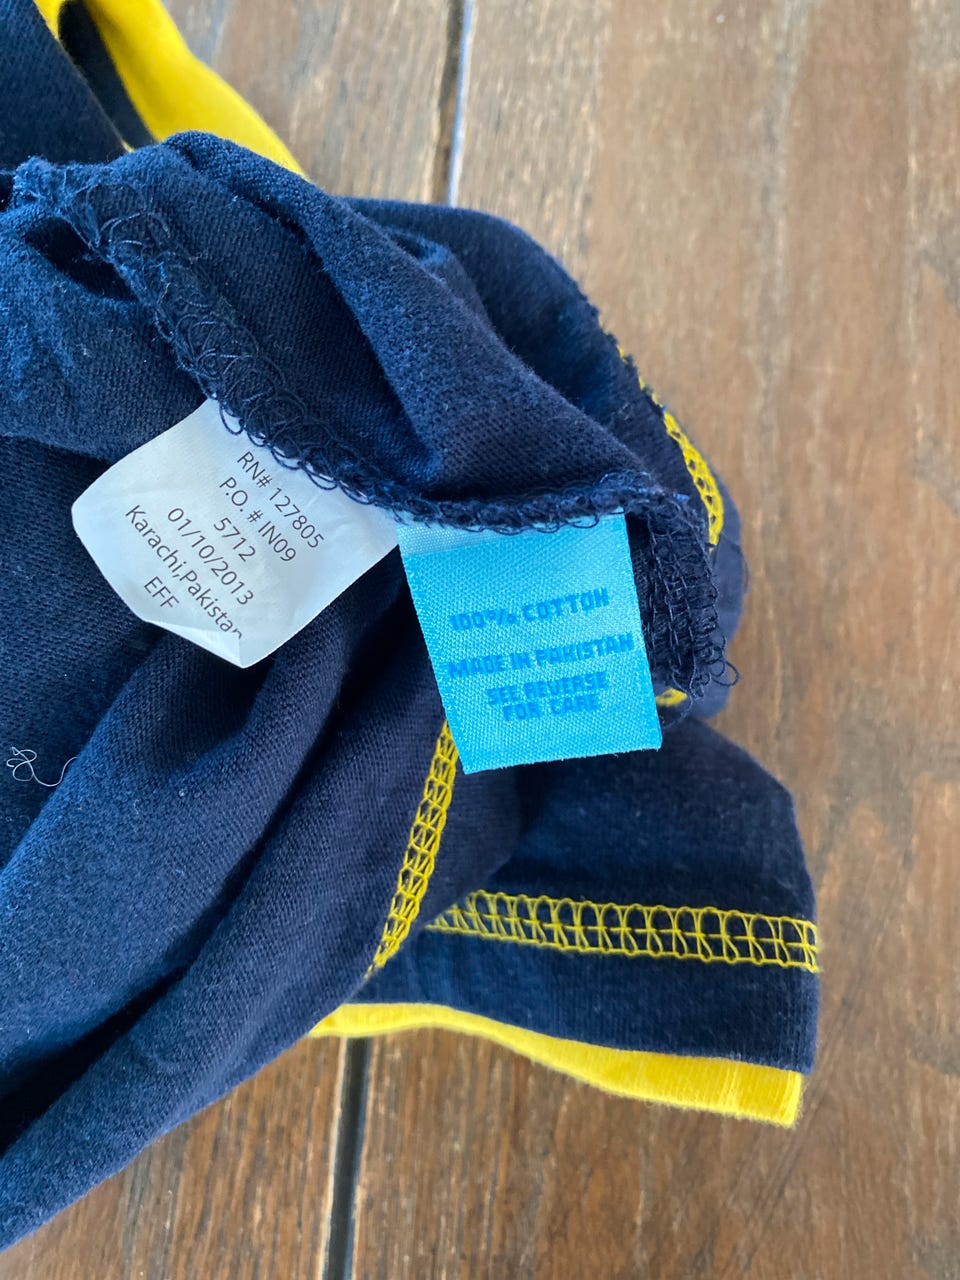 RN# 127805
P.O. # IN09
5712
01/10/2013
Karachi,Pakistan
EFF
100% COTTON
MADE IN PAKISTAN
SEE REVERSE
FOR CARE